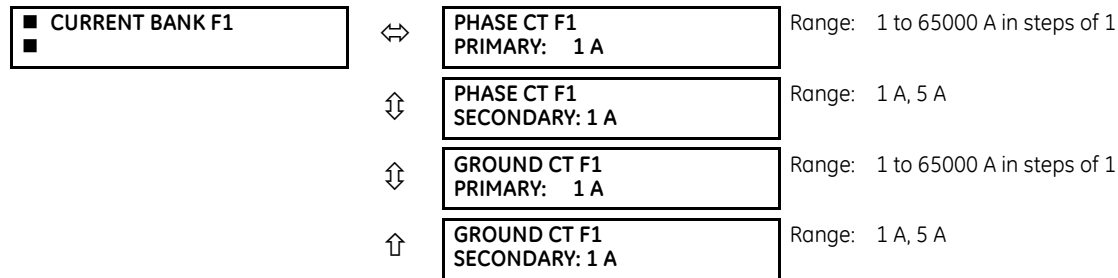 ■ CURRENT BANK F1
■
PHASE CT F1
PRIMARY: 1 A
Range: 1 to 65000 A in steps of 1
PHASE CT F1
SECONDARY: 1 A
Range: 1 A, 5 A
GROUND CT F1
PRIMARY: 1 A
Range: 1 to 65000 A in steps of 1
GROUND CT F1
SECONDARY: 1 A
Range: 1 A, 5 A